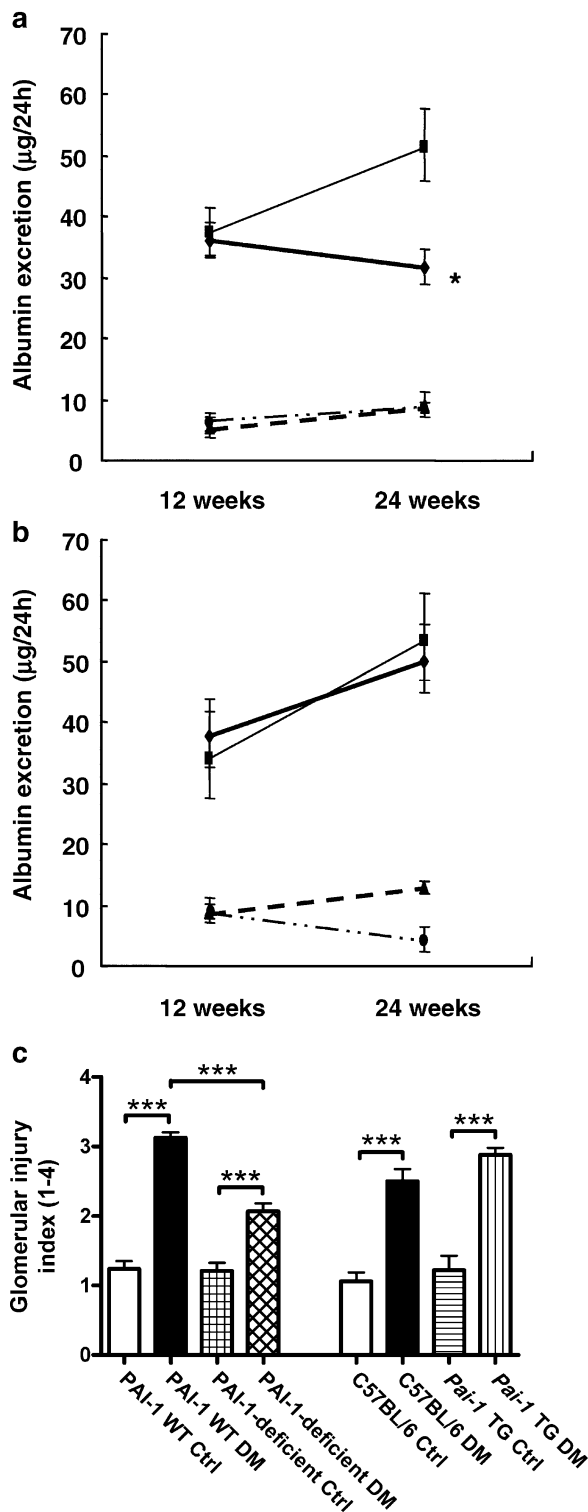 a
Albumin excretion (µg/24h)
70
60
50
40
30
20
10
0
*
12 weeks
24 weeks
b
Albumin excretion (µg/24h)
70
60
50
40
30
20
10
0
12 weeks
24 weeks
c
Glomerular injury
index (1-4)
4
3
2
1
0
***
***
***
***
***
PAI-1 WT Ctrl
PAI-1 WT DM
PAI-1-deficient Ctrl
PAI-1-deficient DM
C57BL/6 Ctrl
C57BL/6 DM
Pai-1 TG Ctrl
Pai-1 TG DM